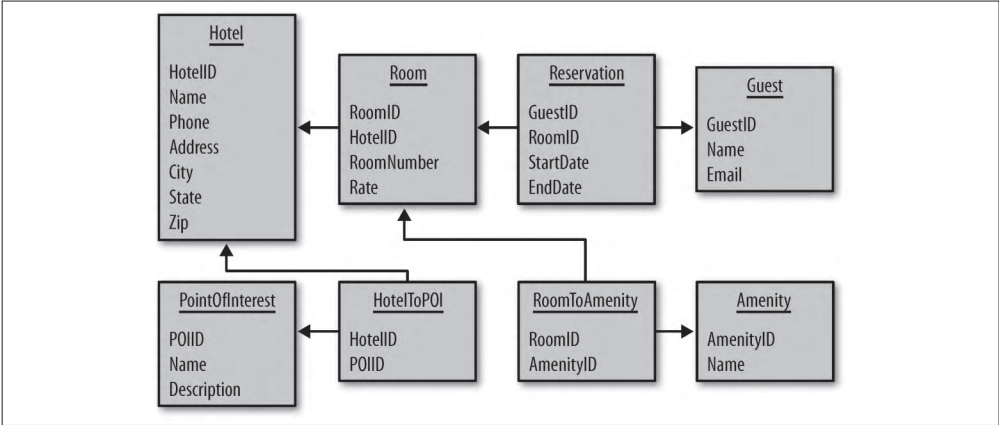 Hotel
HotelID
Name
Phone
Address
City
State
Zip
Room
RoomID
HotelID
RoomNumber
Rate
Reservation
GuestID
RoomID
StartDate
EndDate
Guest
GuestID
Name
Email
PointOfInterest
POIID
Name
Description
HotelToPOI
HotelID
POIID
RoomToAmenity
RoomID
AmenityID
Amenity
AmenityID
Name